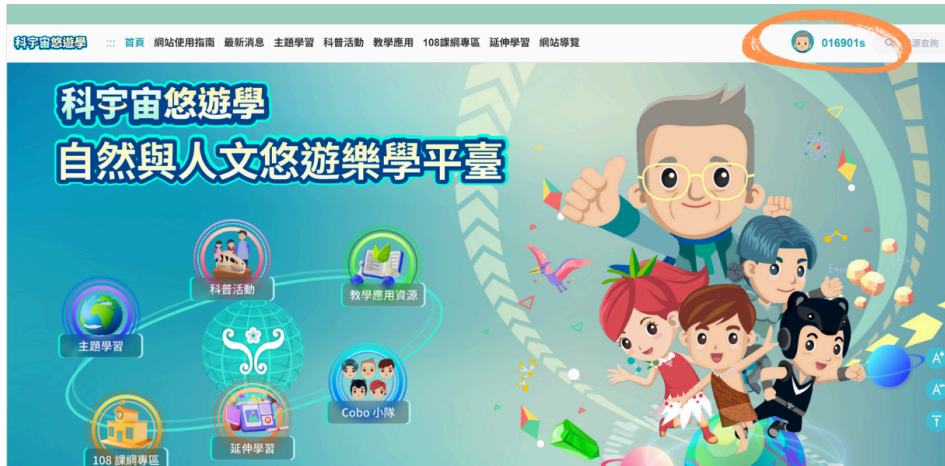 科宇宙悠遊學
::: 首頁 網站使用指南 最新消息 主題學習 科普活動 教學應用 108課綱專區 延伸學習 網站導覽
016901s
源查詢
科宇宙悠遊學
自然與人文悠遊樂學平臺
科普活動
教學應用資源
主題學習
Cobo 小隊
延伸學習
108 課綱專區
A+
A-
T